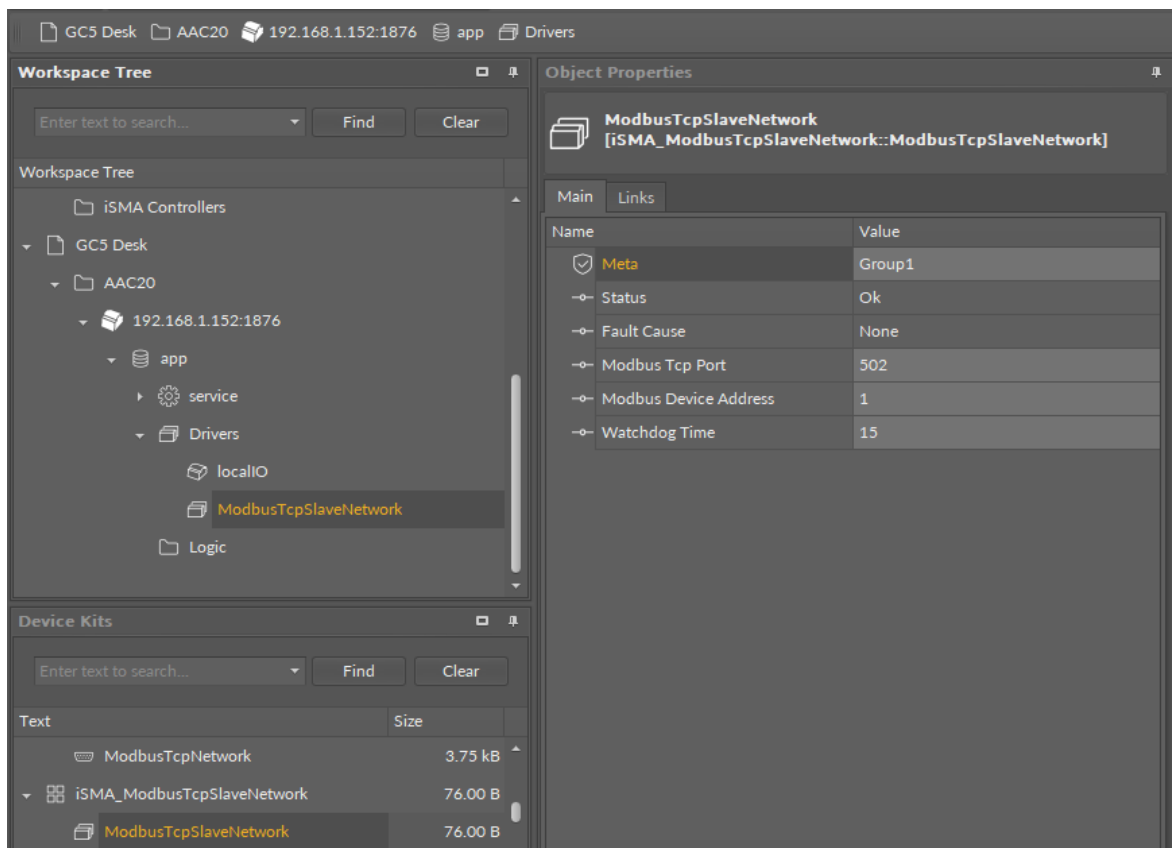 GC5 Desk AAC20 192.168.1.152:1876 app Drivers
Workspace Tree
Enter text to search... Find Clear
Workspace Tree
iSMA Controllers
GC5 Desk
AAC20
192.168.1.152:1876
app
service
Drivers
localIO
ModbusTcpSlaveNetwork
Logic
Device Kits
Enter text to search... Find Clear
Text Size
ModbusTcpNetwork 3.75 kB
iSMA_ModbusTcpSlaveNetwork 76.00 B
ModbusTcpSlaveNetwork 76.00 B
Object Properties
ModbusTcpSlaveNetwork
[iSMA_ModbusTcpSlaveNetwork::ModbusTcpSlaveNetwork]
Main Links
Name Value
Meta Group1
Status Ok
Fault Cause None
Modbus Tcp Port 502
Modbus Device Address 1
Watchdog Time 15